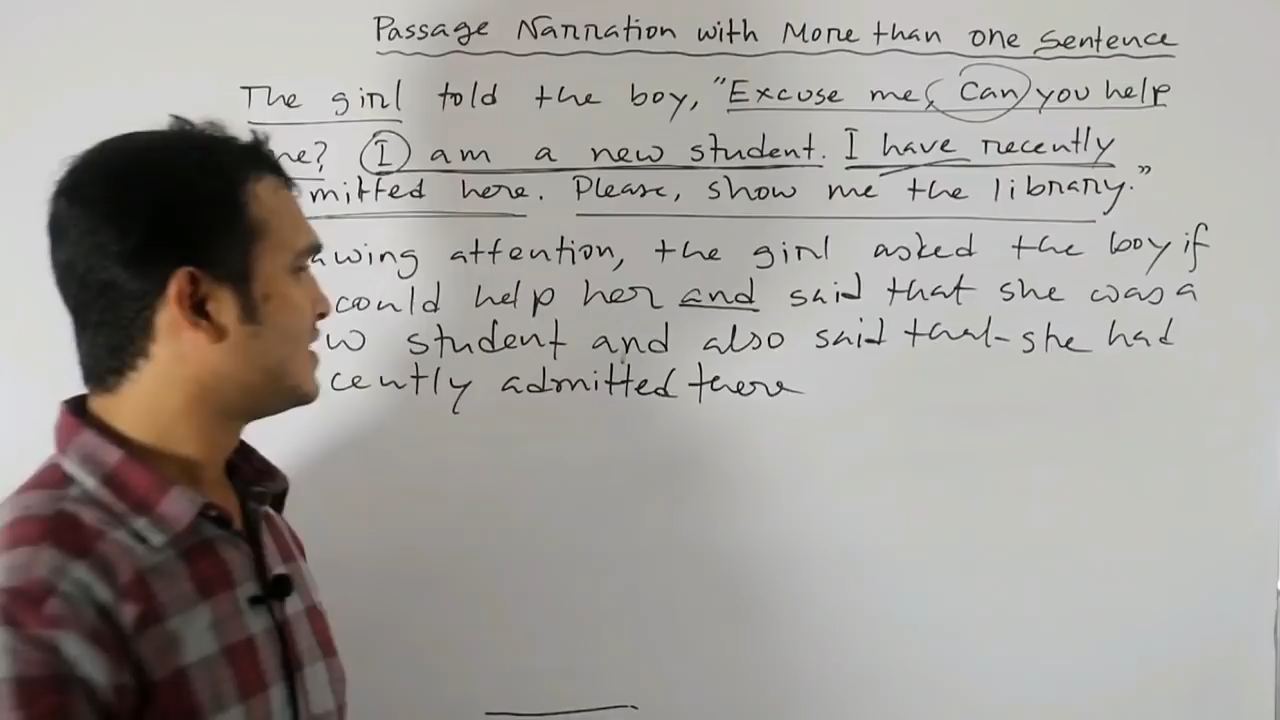 Passage Narration with More than one sentence
The girl told the boy, "Excuse me, Can you help
me? I am a new student. I have recently
mitted here. Please, show me the library."
wing attention, the girl asked the boy if
could help her and said that she was a
w student and also said that she had
cently admitted there